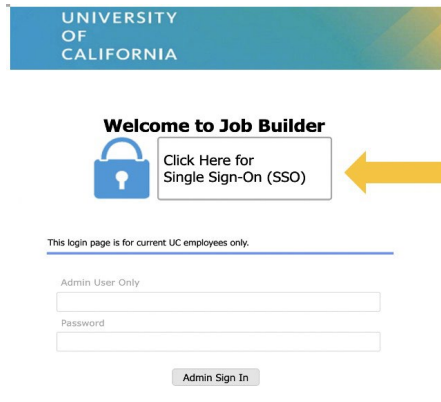 UNIVERSITY
OF
CALIFORNIA
Welcome to Job Builder
Click Here for
Single Sign-On (SSO)
This login page is for current UC employees only.
Admin User Only
Password
Admin Sign In